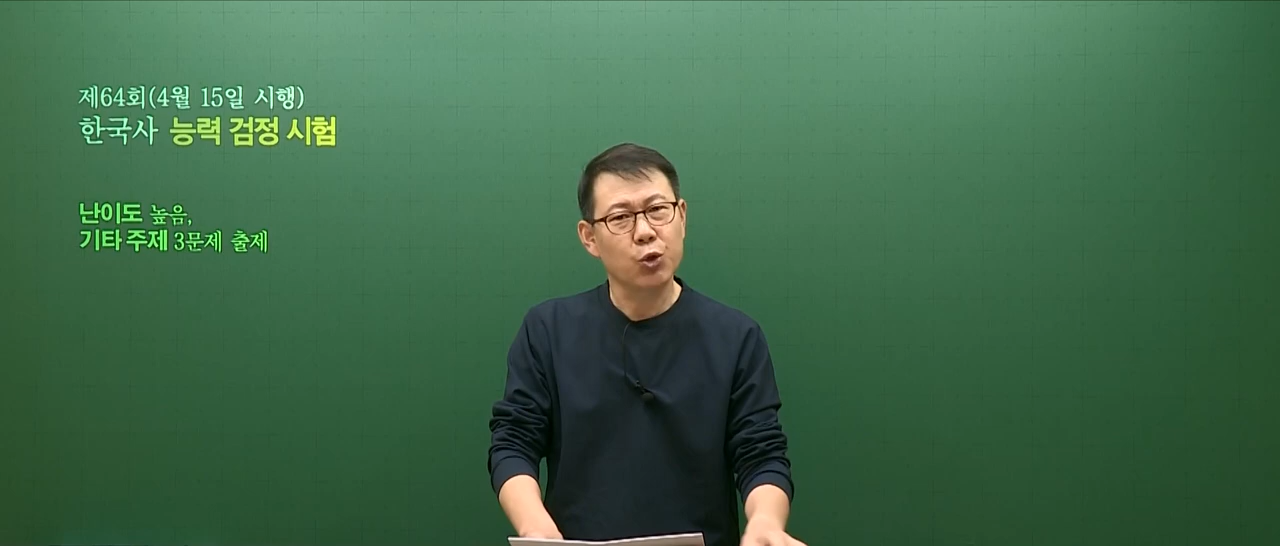 제64회(4월 15일 시행)
한국사 능력 검정 시험
난이도 높음,
기타 주제 3문제 출제